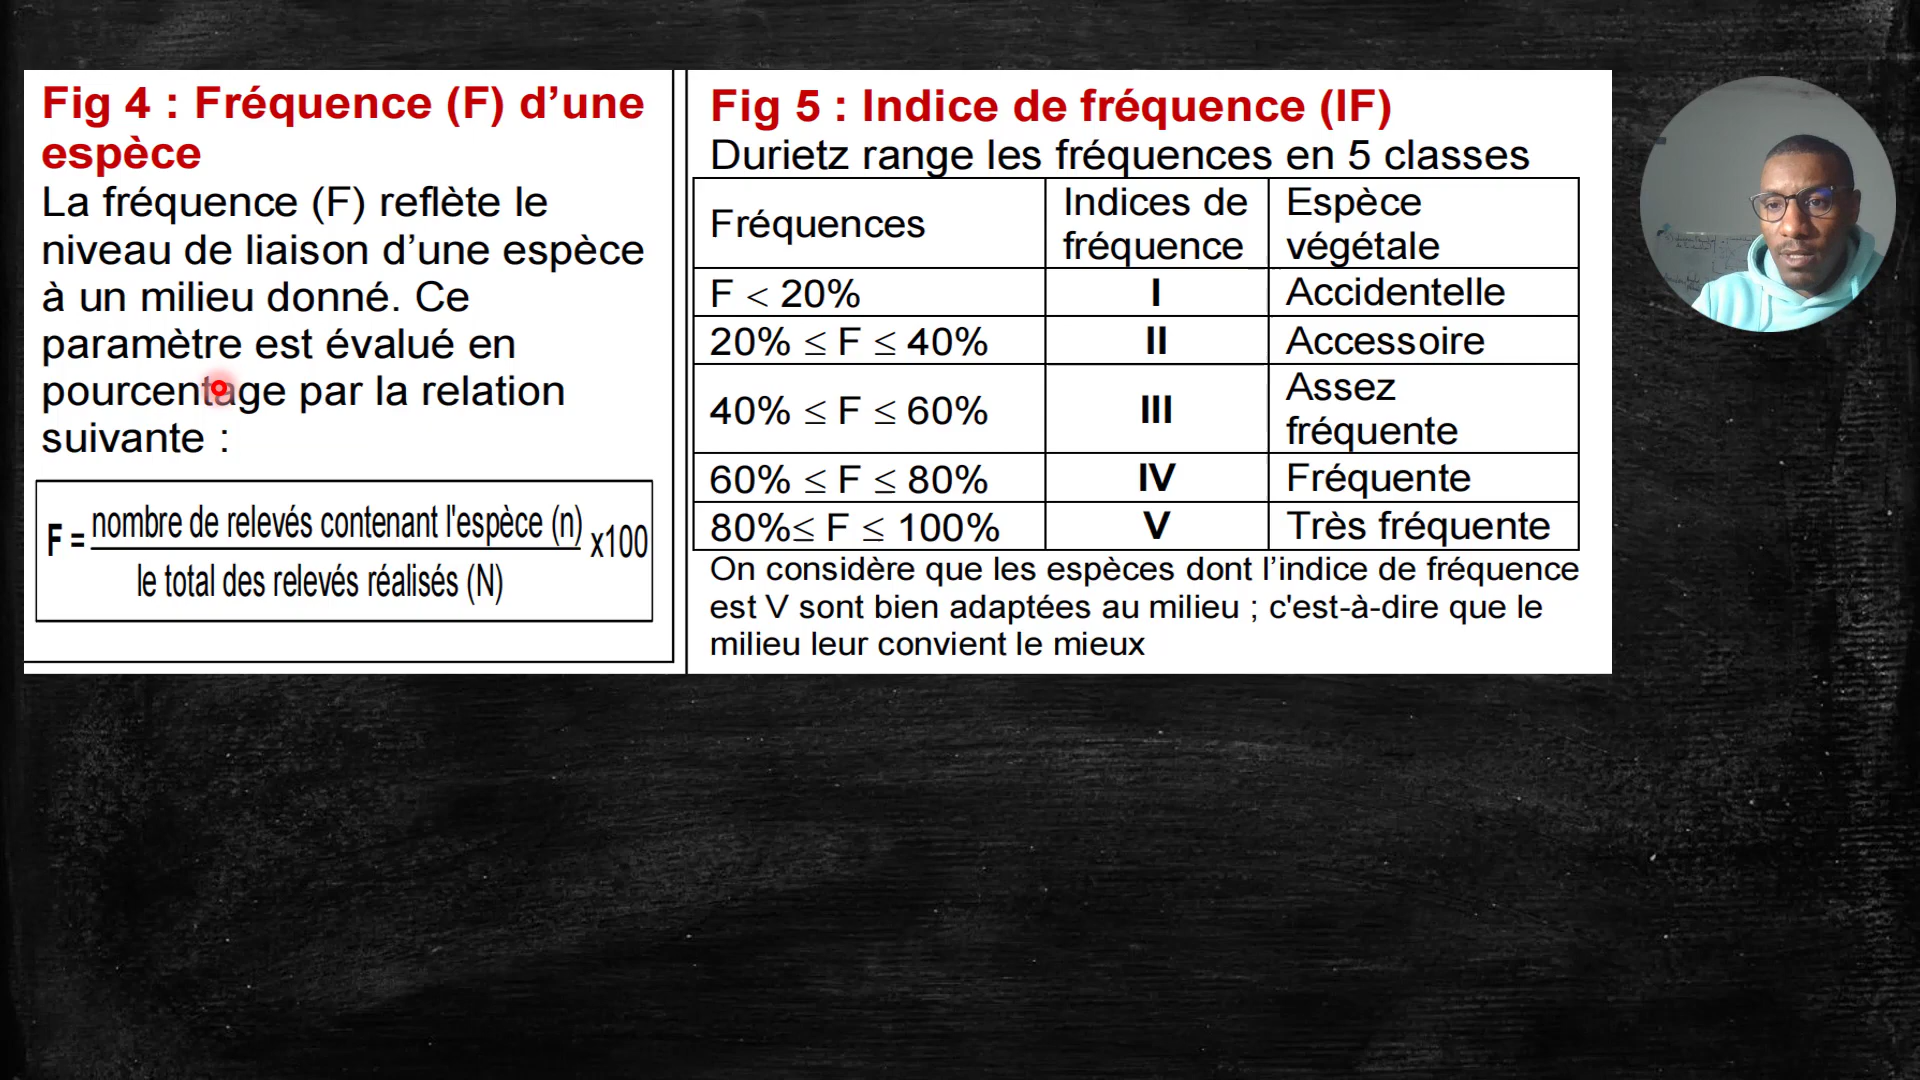 Fig 4 : Fréquence (F) d’une
espèce
La fréquence (F) reflète le
niveau de liaison d’une espèce
à un milieu donné. Ce
paramètre est évalué en
pourcentage par la relation
suivante :
F = nombre de relevés contenant l'espèce (n) x100
le total des relevés réalisés (N)
Fig 5 : Indice de fréquence (IF)
Durietz range les fréquences en 5 classes
Fréquences Indices de fréquence Espèce végétale
F < 20% I Accidentelle
20% ≤ F ≤ 40% II Accessoire
40% ≤ F ≤ 60% III Assez fréquente
60% ≤ F ≤ 80% IV Fréquente
80%≤ F ≤ 100% V Très fréquente
On considère que les espèces dont l’indice de fréquence
est V sont bien adaptées au milieu ; c'est-à-dire que le
milieu leur convient le mieux